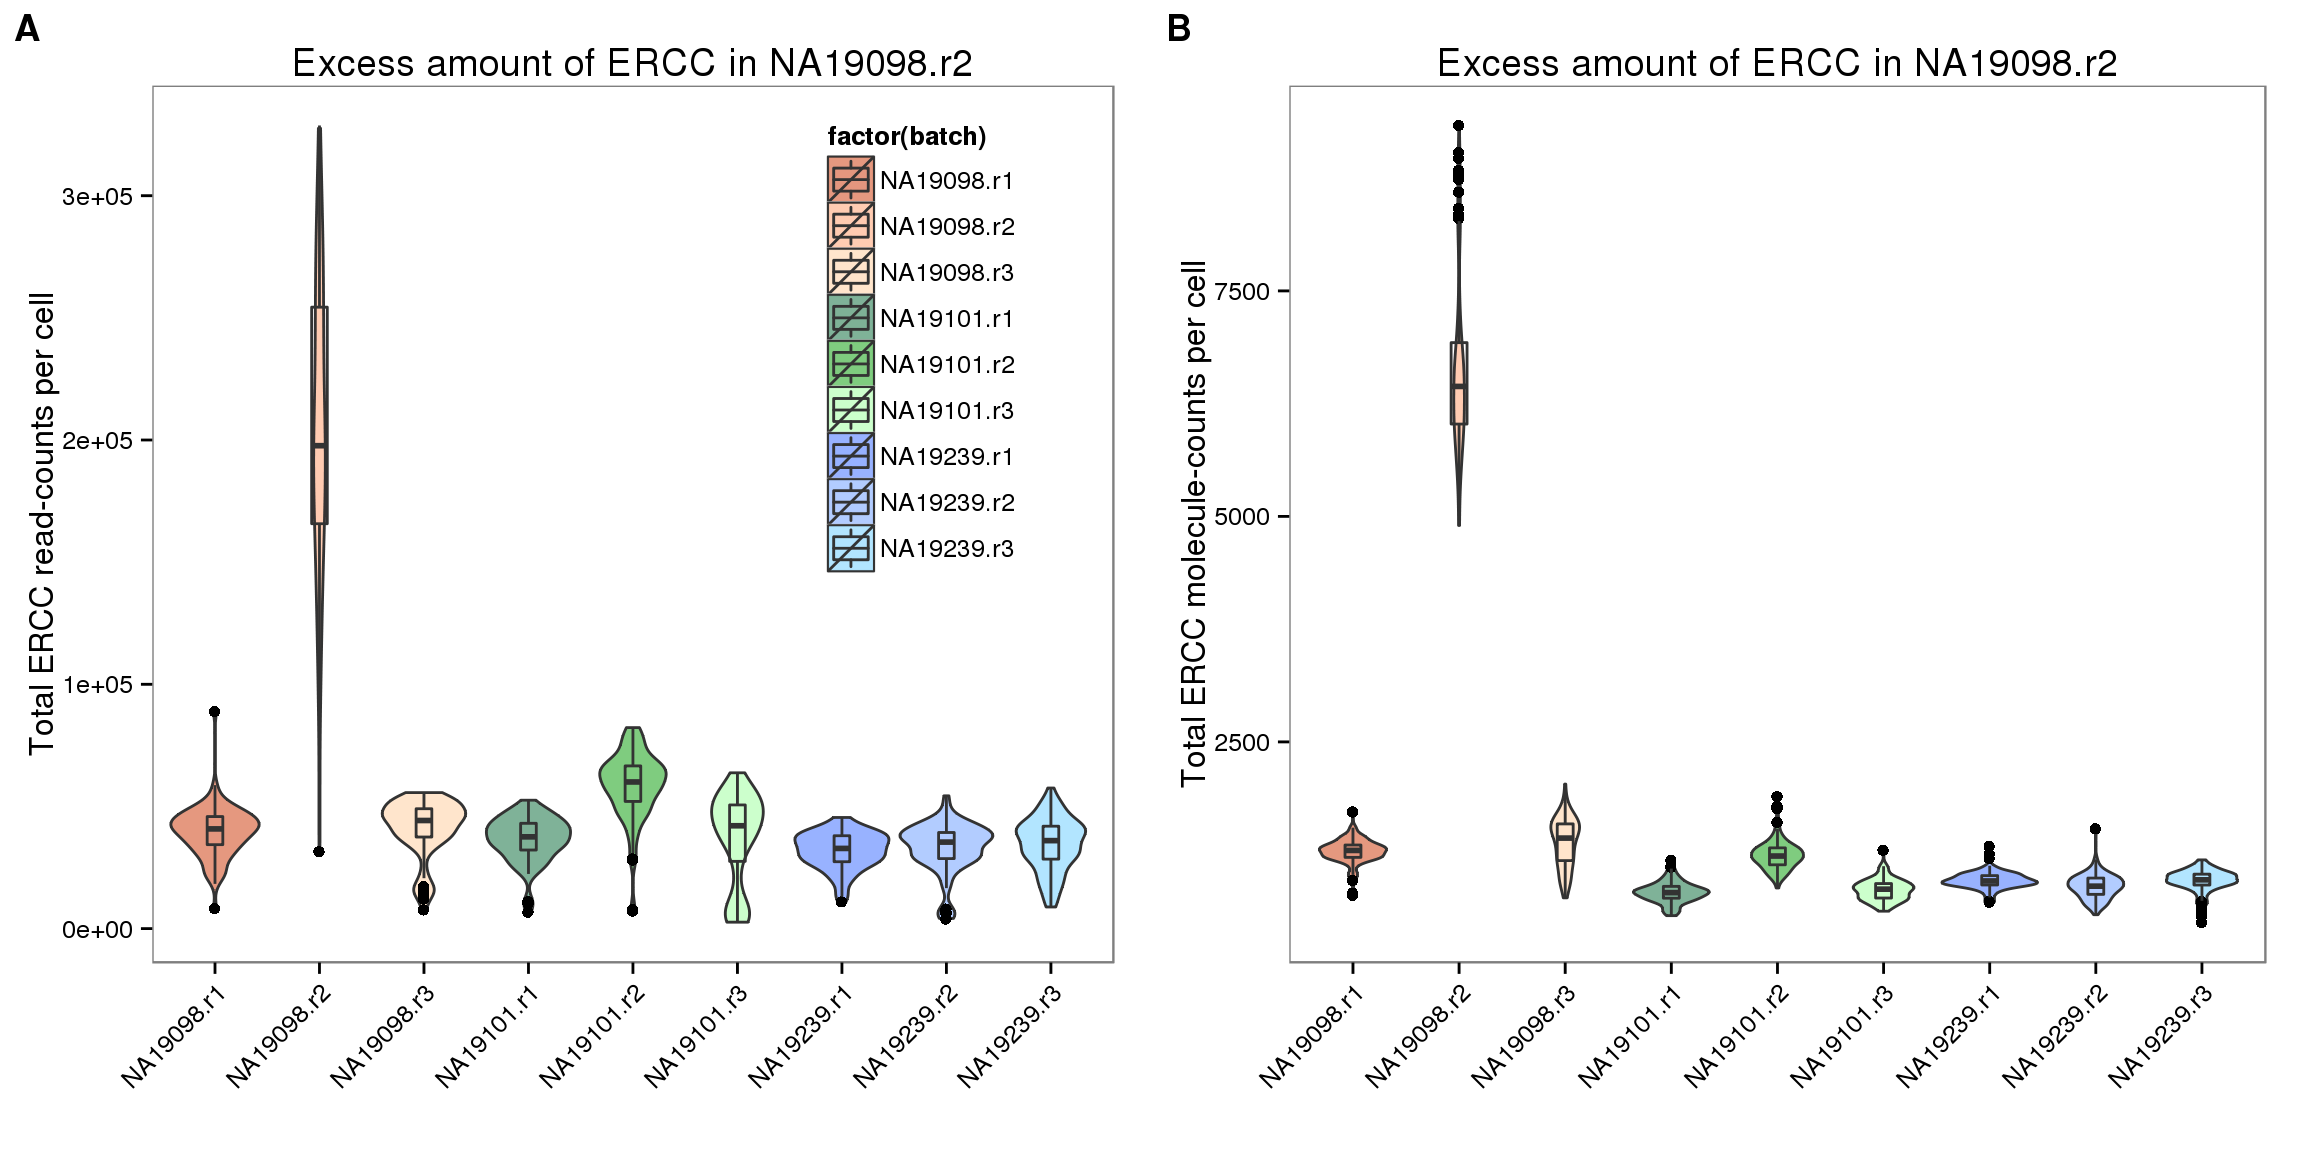 A
Excess amount of ERCC in NA19098.r2
Total ERCC read-counts per cell
3e+05
2e+05
1e+05
0e+00
factor(batch)
NA19098.r1
NA19098.r2
NA19098.r3
NA19101.r1
NA19101.r2
NA19101.r3
NA19239.r1
NA19239.r2
NA19239.r3
NA19098.r1
NA19098.r2
NA19098.r3
NA19101.r1
NA19101.r2
NA19101.r3
NA19239.r1
NA19239.r2
NA19239.r3
B
Excess amount of ERCC in NA19098.r2
Total ERCC molecule-counts per cell
7500
5000
2500
NA19098.r1
NA19098.r2
NA19098.r3
NA19101.r1
NA19101.r2
NA19101.r3
NA19239.r1
NA19239.r2
NA19239.r3